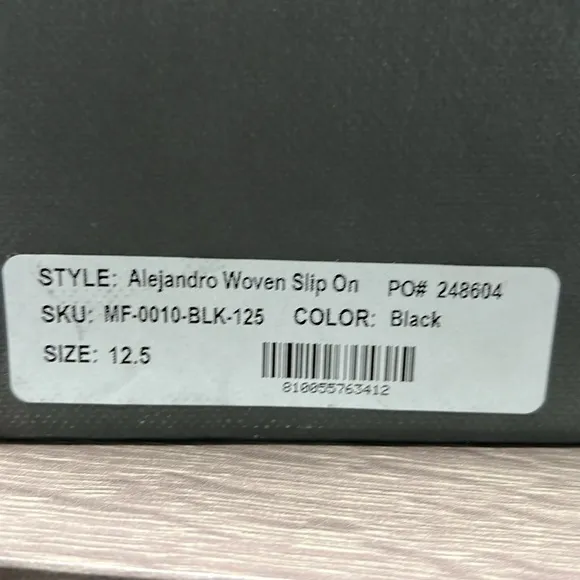 STYLE: Alejandro Woven Slip On PO# 248604
SKU: MF-0010-BLK-125 COLOR: Black
SIZE: 12.5
810055763412